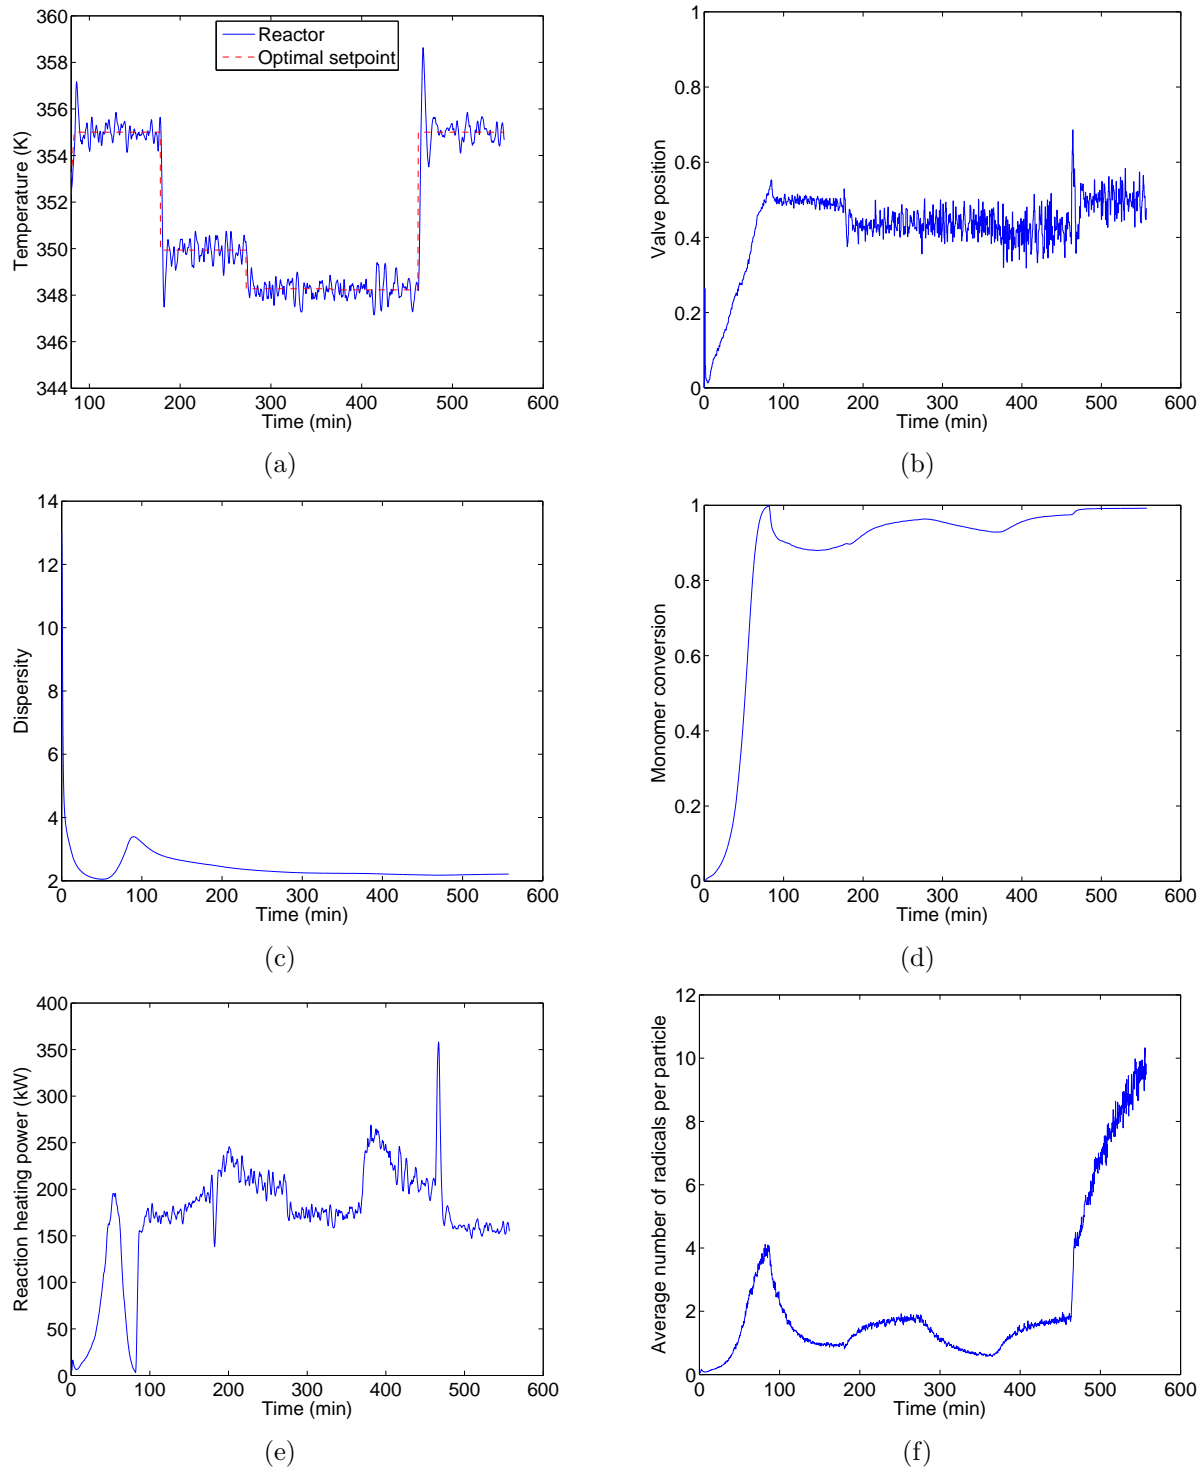 360
358
356
354
352
350
348
346
344
Temperature (K)
Reactor
Optimal setpoint
100 200 300 400 500 600
Time (min)
(a)
1
0.8
0.6
0.4
0.2
0
Valve position
0 100 200 300 400 500 600
Time (min)
(b)
14
12
10
8
6
4
2
Dispersity
0 100 200 300 400 500 600
Time (min)
(c)
1
0.8
0.6
0.4
0.2
0
Monomer conversion
0 100 200 300 400 500 600
Time (min)
(d)
400
350
300
250
200
150
100
50
0
Reaction heating power (kW)
0 100 200 300 400 500 600
Time (min)
(e)
12
10
8
6
4
2
0
Average number of radicals per particle
0 100 200 300 400 500 600
Time (min)
(f)